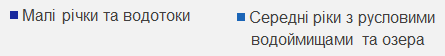 Малі річки та водотоки
Середні ріки з русловими
водоймищами та озера